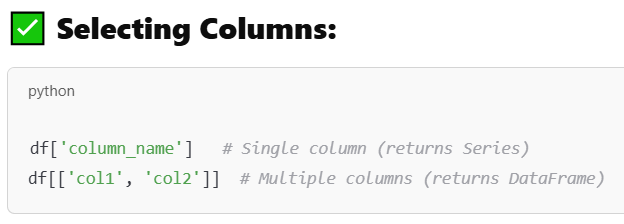 ✅ Selecting Columns:
python
df['column_name']   # Single column (returns Series)
df[['col1', 'col2']]  # Multiple columns (returns DataFrame)